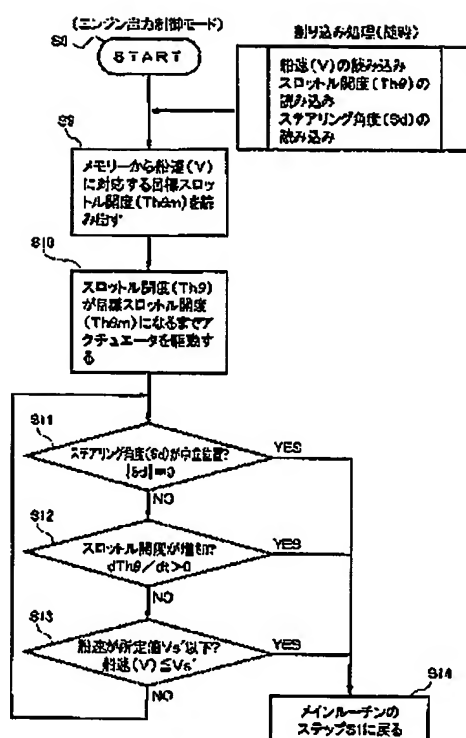 (エンジン出力制御モード)
START
割り込み処理(随時)
船速(V)の読み込み
スロットル開度(Thθ)の
読み込み
ステアリング角度(Sd)の
読み込み
S9
メモリーから船速(V)
に対応する目標スロッ
トル開度(Thθm)を読
み出す
S10
スロットル開度(Thθ)
が目標スロットル開度
(Thθm)になるまでア
クチュエータを駆動す
る
S11
ステアリング角度(Sd)が中立位置?
|Sd|=0
YES
NO
S12
スロットル開度が増加?
dThθ/dt>0
YES
NO
S13
船速が所定値Vs'以下?
船速(V)≦Vs'
YES
NO
S14
メインルーチンの
ステップS1に戻る